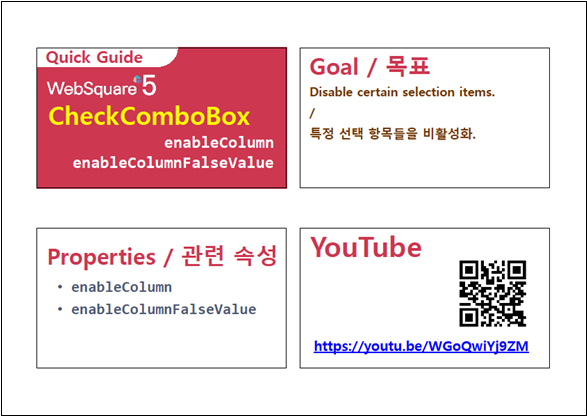 Quick Guide
WebSquare 5
CheckComboBox
enableColumn
enableColumnFalseValue
Goal / 목표
Disable certain selection items.
/
특정 선택 항목들을 비활성화.
Properties / 관련 속성
• enableColumn
• enableColumnFalseValue
YouTube
https://youtu.be/WGoQwiYj9ZM